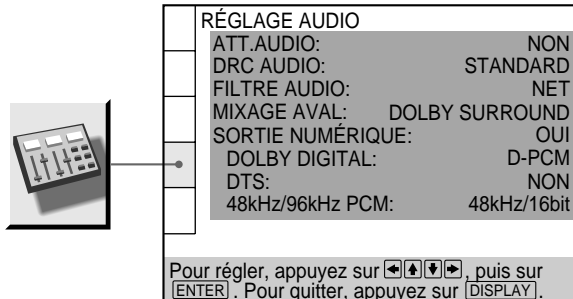 RÉGLAGE AUDIO
ATT.AUDIO: NON
DRC AUDIO: STANDARD
FILTRE AUDIO: NET
MIXAGE AVAL: DOLBY SURROUND
SORTIE NUMÉRIQUE: OUI
DOLBY DIGITAL: D-PCM
DTS: NON
48kHz/96kHz PCM: 48kHz/16bit
Pour régler, appuyez sur , puis sur
ENTER . Pour quitter, appuyez sur DISPLAY .